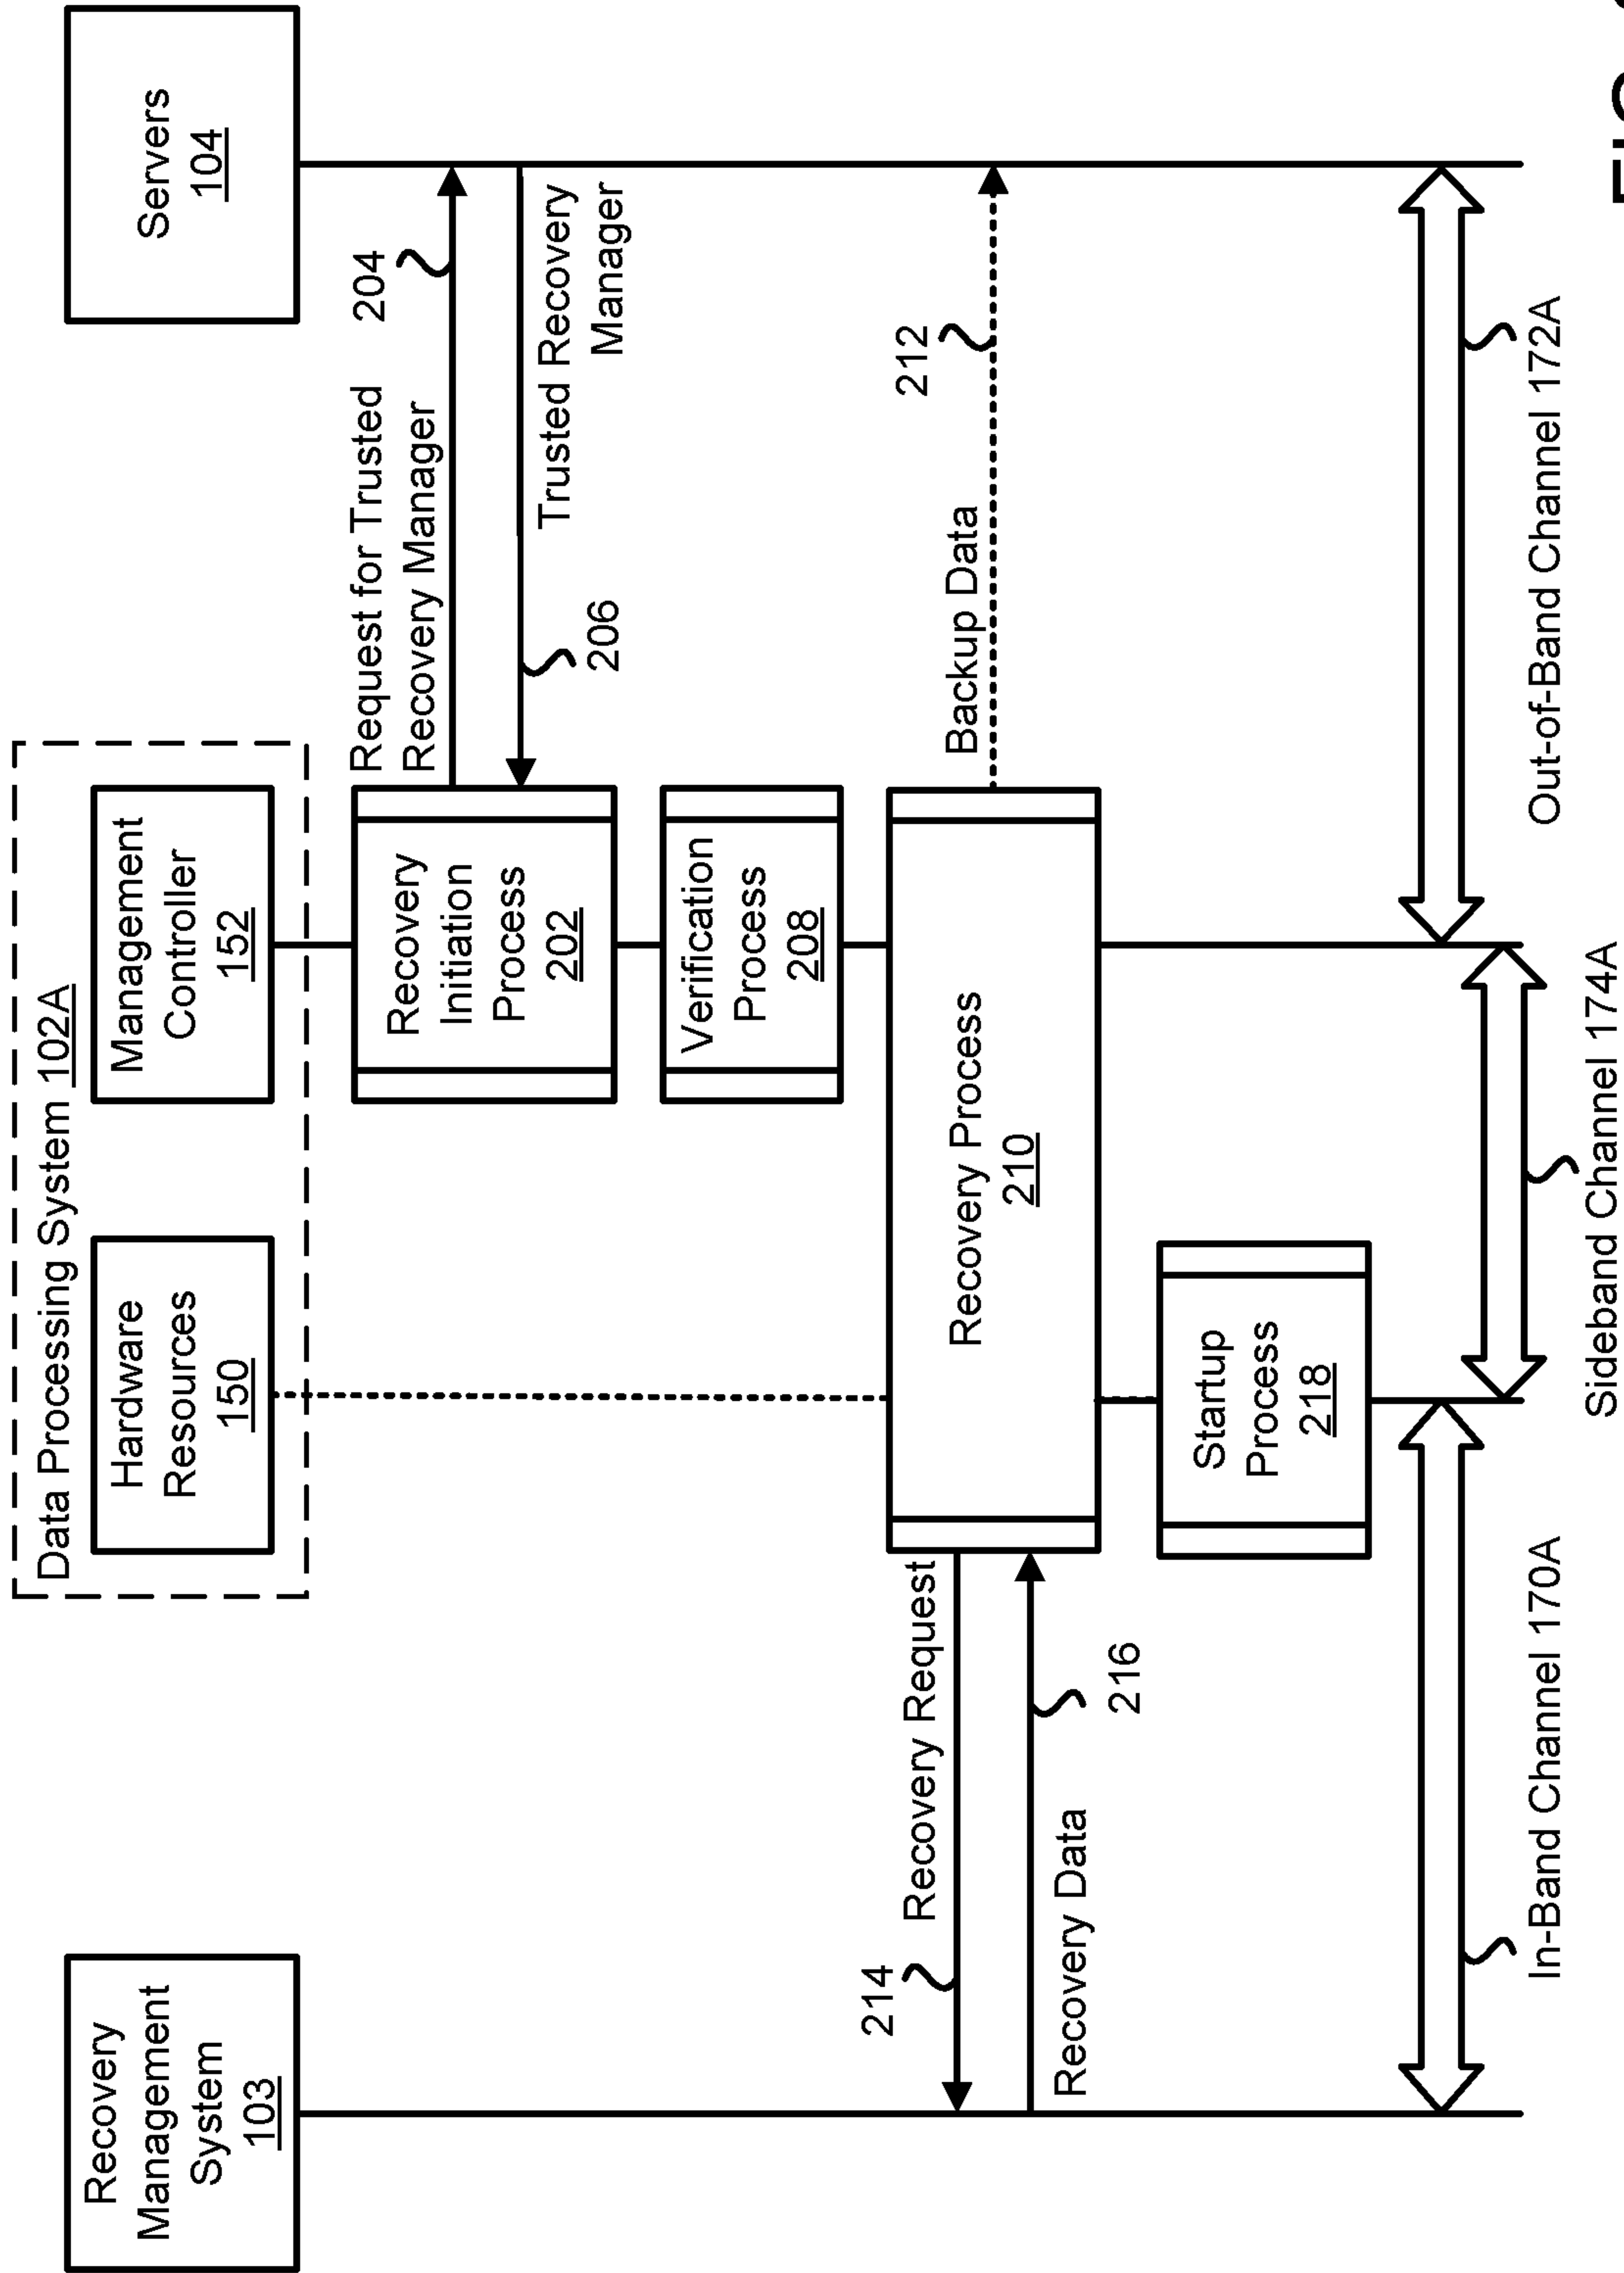 Recovery
Management
System
103
Data Processing System 102A
Hardware
Resources
150
Management
Controller
152
Servers
104
Request for Trusted
Recovery Manager
204
Recovery
Initiation
Process
202
206
Trusted Recovery
Manager
Verification
Process
208
214
Recovery Request
Recovery Process
210
Backup Data
212
Recovery Data
216
Startup
Process
218
In-Band Channel 170A
Out-of-Band Channel 172A
Sideband Channel 174A